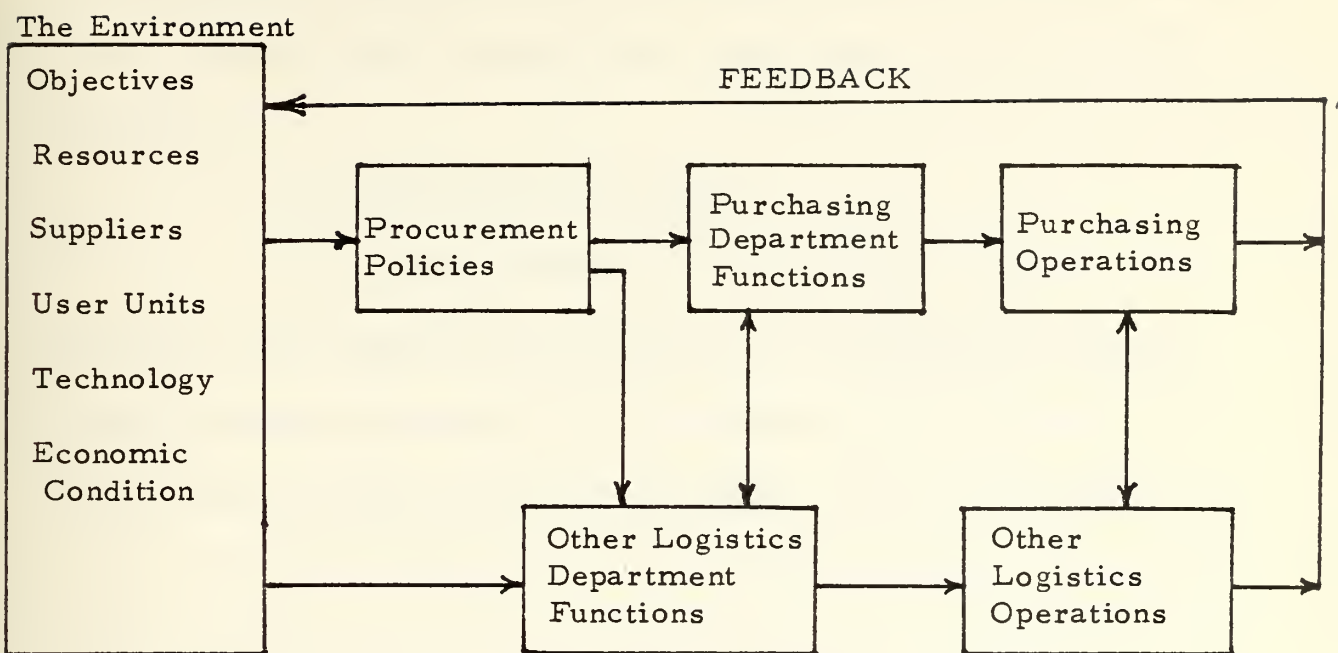 The Environment
Objectives
Resources
Suppliers
User Units
Technology
Economic
Condition
FEEDBACK
Procurement
Policies
Purchasing
Department
Functions
Purchasing
Operations
Other Logistics
Department
Functions
Other
Logistics
Operations